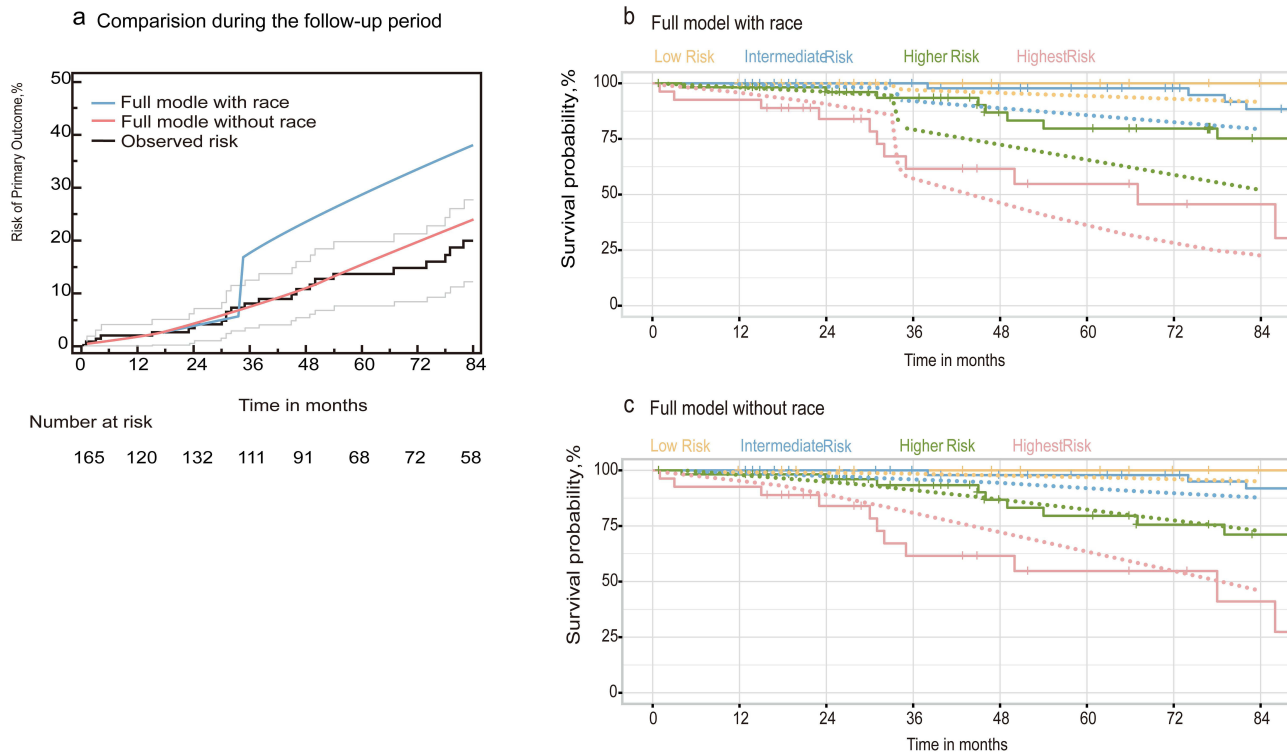 a Comparision during the follow-up period
Risk of Primary Outcome,%
50
40
30
20
10
0
Full modle with race
Full modle without race
Observed risk
0 12 24 36 48 60 72 84
Time in months
Number at risk
165 120 132 111 91 68 72 58
b Full model with race
Low Risk IntermediateRisk Higher Risk HighestRisk
Survival probability,%
100
75
50
25
0
0 12 24 36 48 60 72 84
Time in months
c Full model without race
Low Risk IntermediateRisk Higher Risk HighestRisk
Survival probability,%
100
75
50
25
0
0 12 24 36 48 60 72 84
Time in months